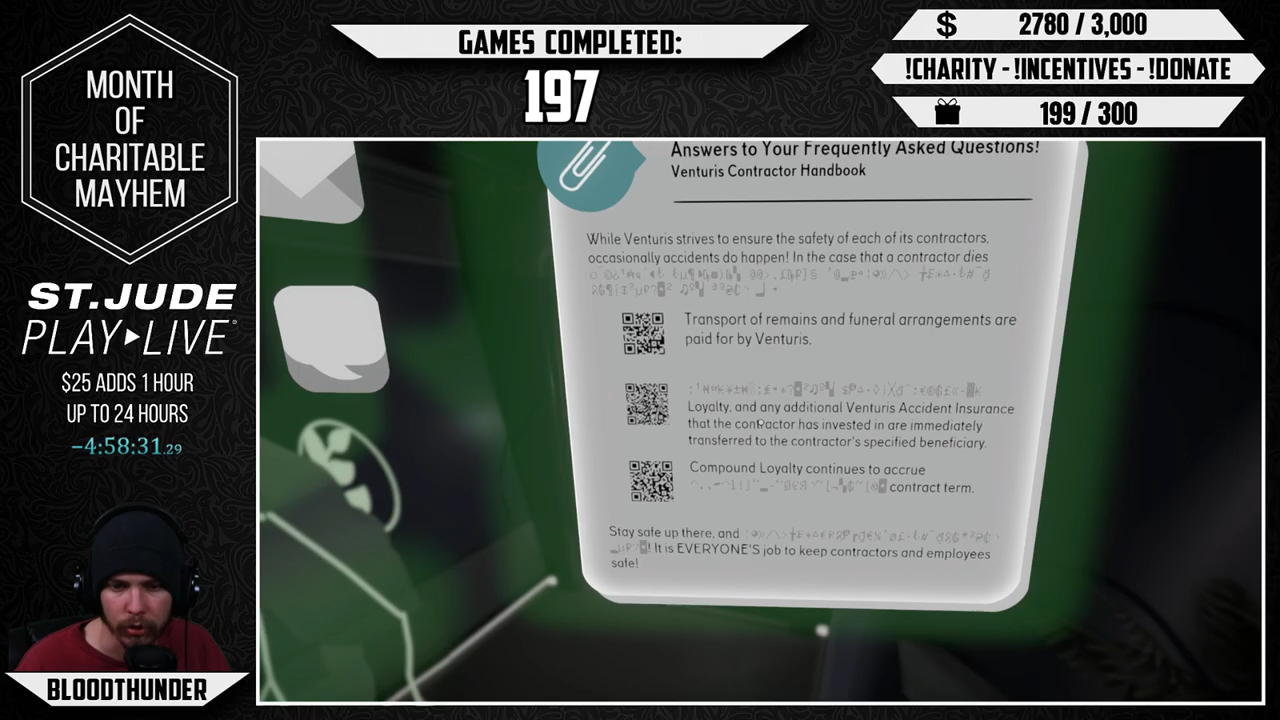 MONTH
OF
CHARITABLE
MAYHEM
ST.JUDE
PLAY LIVE
$25 ADDS 1 HOUR
UP TO 24 HOURS
-4:58:31.29
BLOODTHUNDER
GAMES COMPLETED:
197
$ 2780 / 3,000
!CHARITY - !INCENTIVES - !DONATE
199 / 300
Answers to Your Frequently Asked Questions!
Venturis Contractor Handbook
While Venturis strives to ensure the safety of each of its contractors,
occasionally accidents do happen! In the case that a contractor dies
Transport of remains and funeral arrangements are
paid for by Venturis.
Loyalty, and any additional Venturis Accident Insurance
that the contractor has invested in are immediately
transferred to the contractor's specified beneficiary.
Compound Loyalty continues to accrue
contract term.
Stay safe up there, and
! It is EVERYONE'S job to keep contractors and employees
safe!